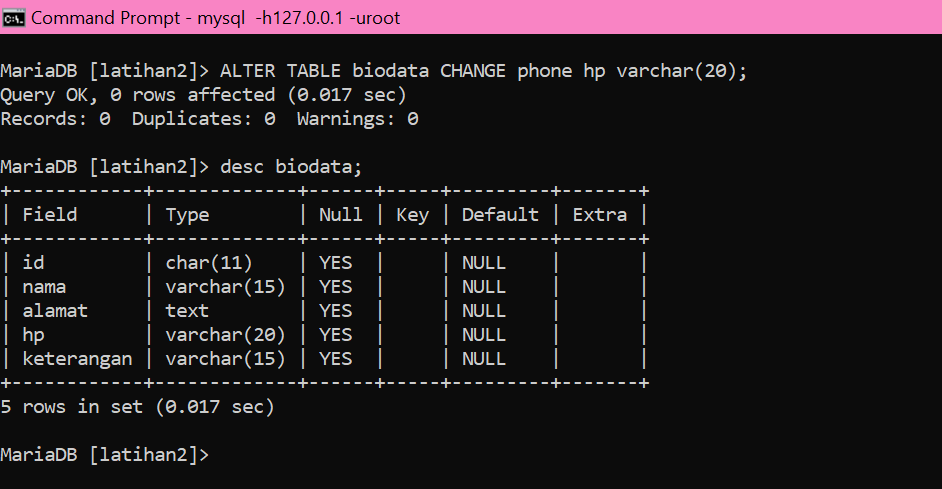 Command Prompt - mysql  -h127.0.0.1 -uroot
MariaDB [latihan2]> ALTER TABLE biodata CHANGE phone hp varchar(20);
Query OK, 0 rows affected (0.017 sec)
Records: 0  Duplicates: 0  Warnings: 0
MariaDB [latihan2]> desc biodata;
+------------+-------------+------+-----+---------+-------+
| Field      | Type        | Null | Key | Default | Extra |
+------------+-------------+------+-----+---------+-------+
| id         | char(11)    | YES  |     | NULL    |       |
| nama       | varchar(15) | YES  |     | NULL    |       |
| alamat     | text        | YES  |     | NULL    |       |
| hp         | varchar(20) | YES  |     | NULL    |       |
| keterangan | varchar(15) | YES  |     | NULL    |       |
+------------+-------------+------+-----+---------+-------+
5 rows in set (0.017 sec)
MariaDB [latihan2]>